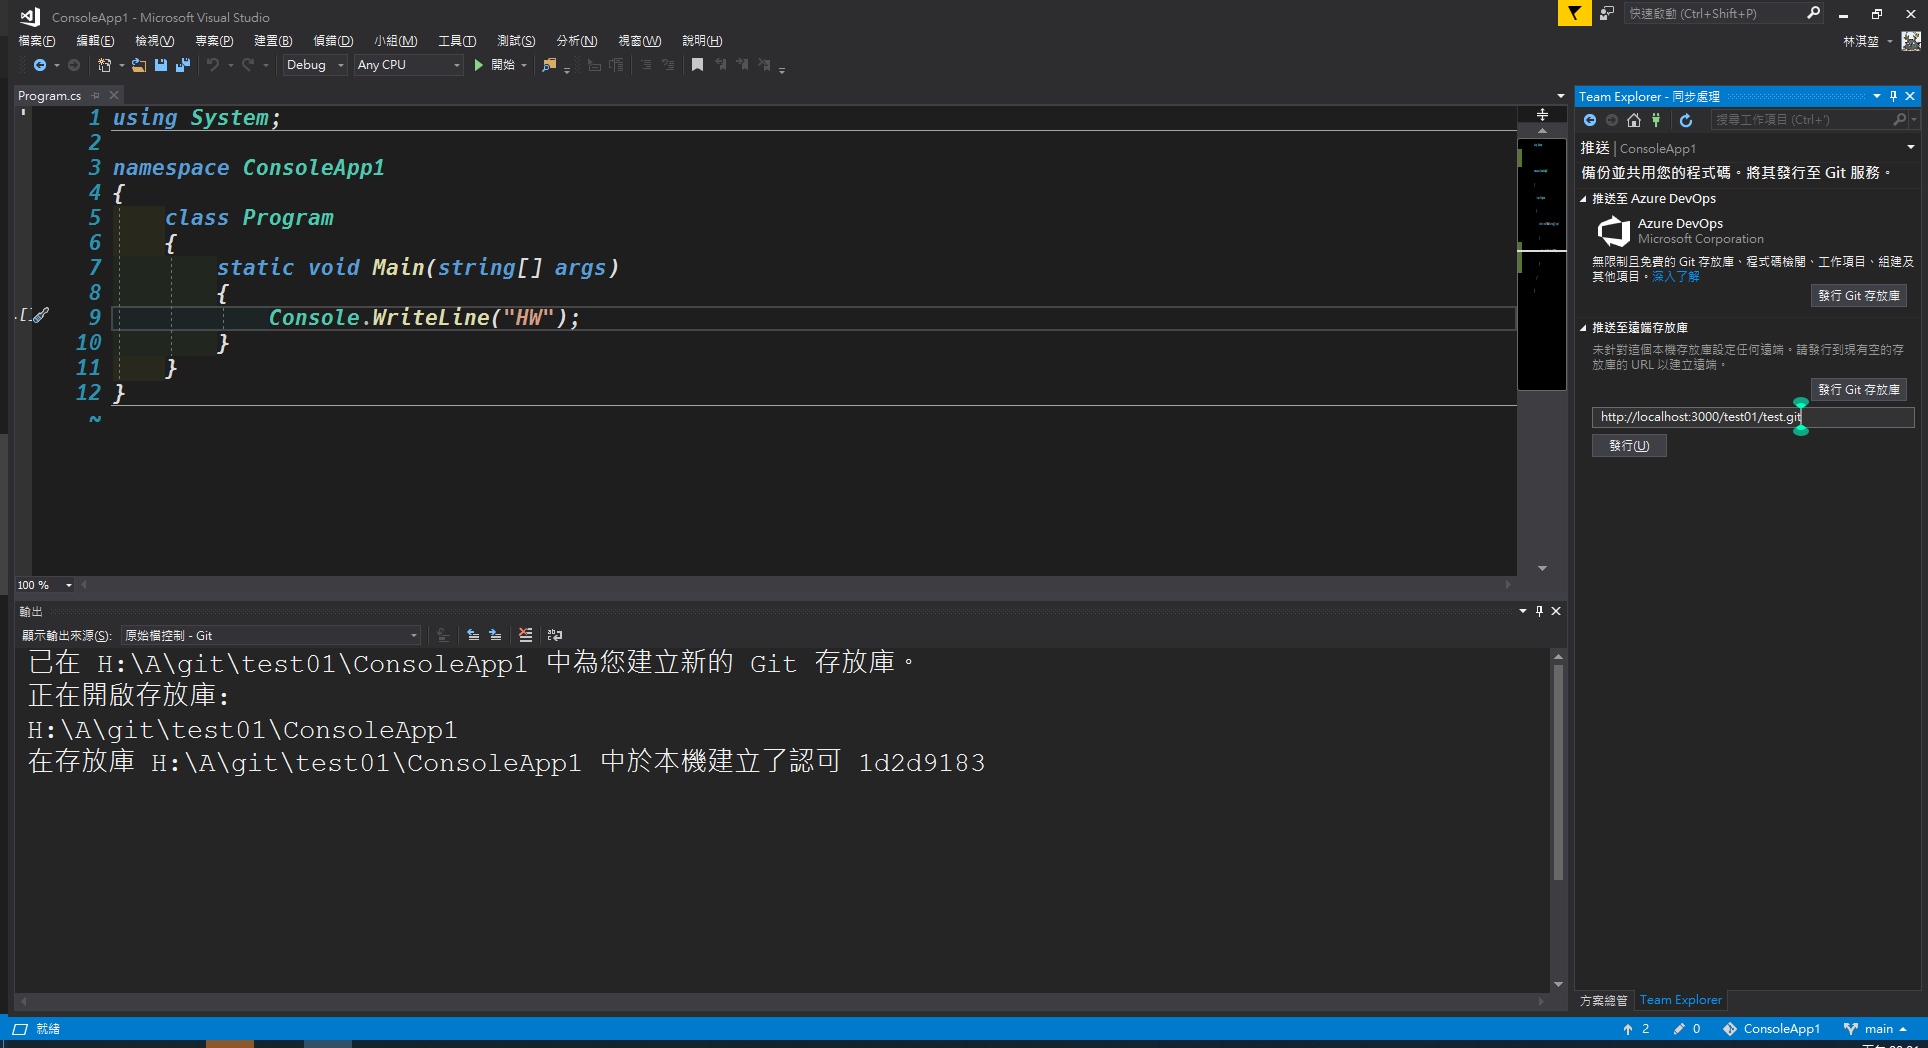 ConsoleApp1 - Microsoft Visual Studio
快速啟動 (Ctrl+Shift+P)
檔案(F) 編輯(E) 檢視(V) 專案(P) 建置(B) 偵錯(D) 小組(M) 工具(T) 測試(S) 分析(N) 視窗(W) 說明(H)
林淇堃
Debug Any CPU 開始
Program.cs
1 using System;
2
3 namespace ConsoleApp1
4 {
5 class Program
6 {
7 static void Main(string[] args)
8 {
9 Console.WriteLine("HW");
10 }
11 }
12 }
~
100 %
輸出
顯示輸出來源(S): 原始檔控制 - Git
已在 H:\A\git\test01\ConsoleApp1 中為您建立新的 Git 存放庫。
正在開啟存放庫:
H:\A\git\test01\ConsoleApp1
在存放庫 H:\A\git\test01\ConsoleApp1 中於本機建立了認可 1d2d9183
Team Explorer - 同步處理
搜尋工作項目 (Ctrl+')
推送 | ConsoleApp1
備份並共用您的程式碼。將其發行至 Git 服務。
推送至 Azure DevOps
Azure DevOps
Microsoft Corporation
無限制且免費的 Git 存放庫、程式碼檢閱、工作項目、組建及
其他項目。深入了解
發行 Git 存放庫
推送至遠端存放庫
未針對這個本機存放庫設定任何遠端。請發行到現有空的存
放庫的 URL 以建立遠端。
發行 Git 存放庫
http://localhost:3000/test01/test.git
發行(U)
方案總管 Team Explorer
就緒
2 0 ConsoleApp1 main